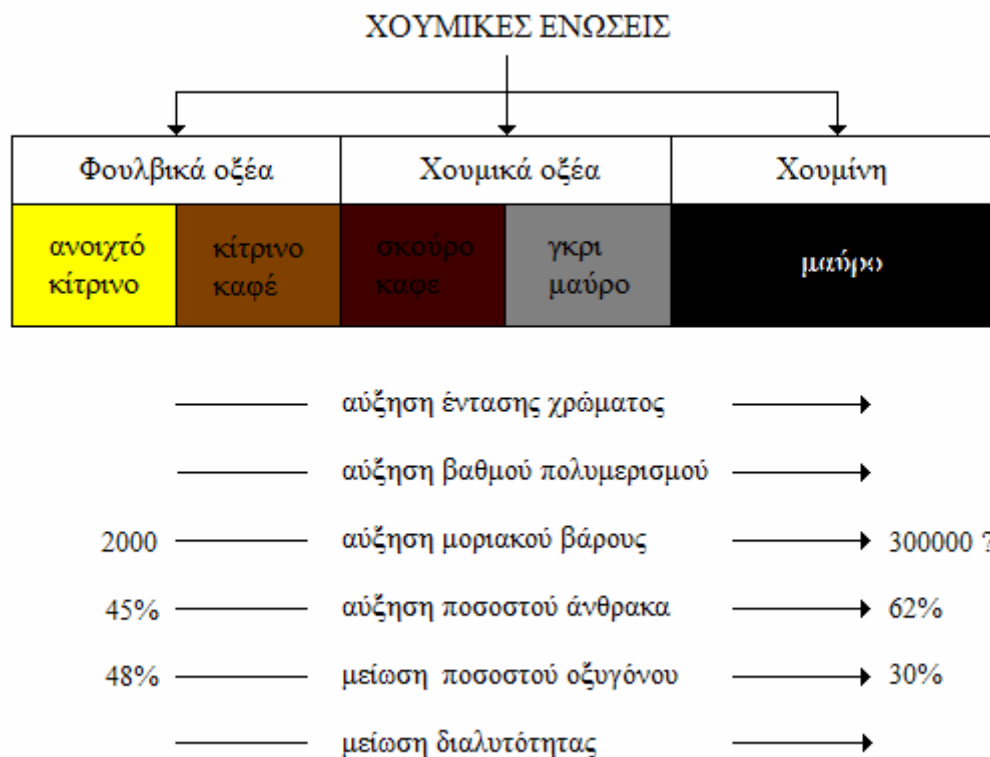 ΧΟΥΜΙΚΕΣ ΕΝΩΣΕΙΣ
Φουλβικά οξέα Χουμικά οξέα Χουμίνη
ανοιχτό κίτρινο
κίτρινο καφέ
σκούρο καφε
γκρι μαύρο
μαύρο
αύξηση έντασης χρώματος
αύξηση βαθμού πολυμερισμού
2000 αύξηση μοριακού βάρους 300000 ?
45% αύξηση ποσοστού άνθρακα 62%
48% μείωση ποσοστού οξυγόνου 30%
μείωση διαλυτότητας